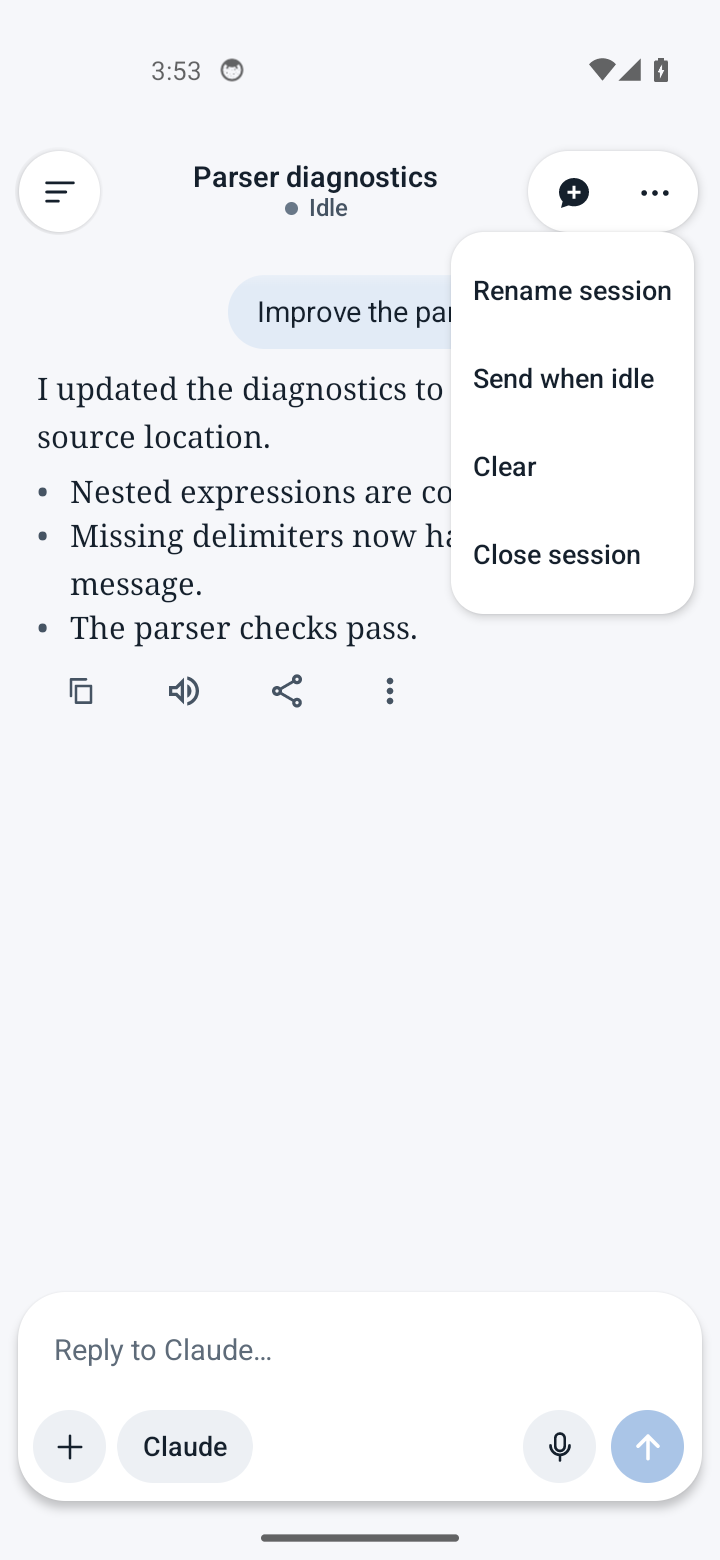 3:53
Parser diagnostics
Idle
Improve the par
Rename session
Send when idle
Clear
Close session
I updated the diagnostics to
source location.
• Nested expressions are co
• Missing delimiters now ha
message.
• The parser checks pass.
Reply to Claude…
Claude